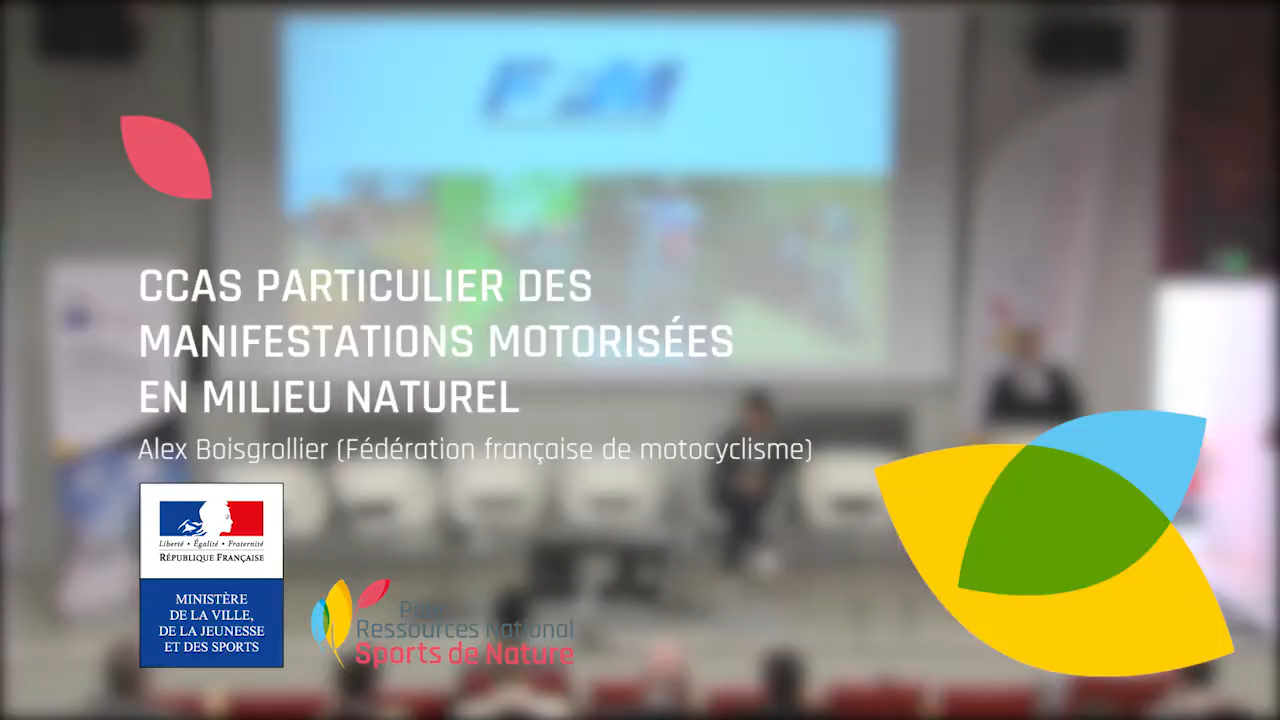 CCAS PARTICULIER DES
MANIFESTATIONS MOTORISÉES
EN MILIEU NATUREL
Alex Boisgrollier (Fédération française de motocyclisme)
Liberté • Égalité • Fraternité
RÉPUBLIQUE FRANÇAISE
MINISTÈRE
DE LA VILLE,
DE LA JEUNESSE
ET DES SPORTS
Ressources National
Sports de Nature